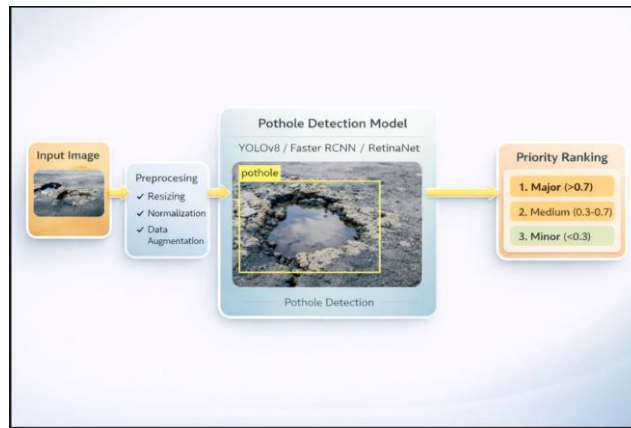 Input Image
Preprocesing
✓ Resizing
✓ Normalization
✓ Data
Augmentation
Pothole Detection Model
YOLOv8 / Faster RCNN / RetinaNet
pothole
Pothole Detection
Priority Ranking
1. Major (>0.7)
2. Medium (0.3-0.7)
3. Minor (<0.3)